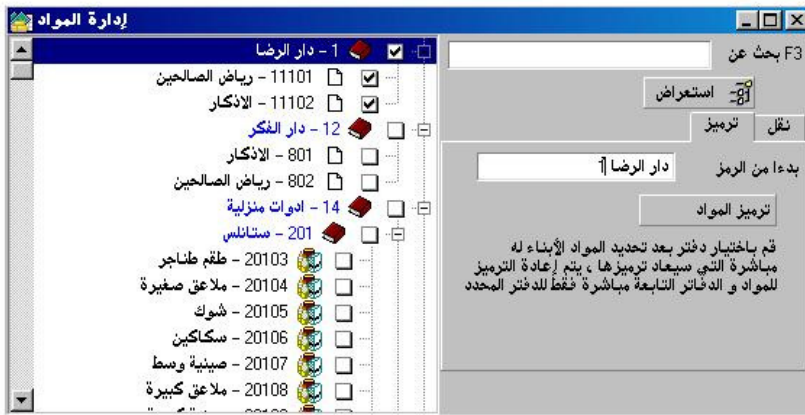 إدارة المواد
F3 بحث عن
استعراض
نقل
ترميز
بدءا من الرمز
دار الرضا 1
ترميز المواد
قم باختيار دفتر بعد تحديد المواد الأبناء له
مباشرة التي سيعاد ترميزها ، يتم إعادة الترميز
للمواد و الدفاتر التابعة مباشرة فقط للدفتر المحدد
1 - دار الرضا
11101 - رياض الصالحين
11102 - الاذكار
12 - دار الفكر
801 - الاذكار
802 - رياض الصالحين
14 - ادوات منزلية
201 - ستانلس
20103 - طقم طناجر
20104 - ملاعق صغيرة
20105 - شوك
20106 - سكاكين
20107 - صينية وسط
20108 - ملاعق كبيرة